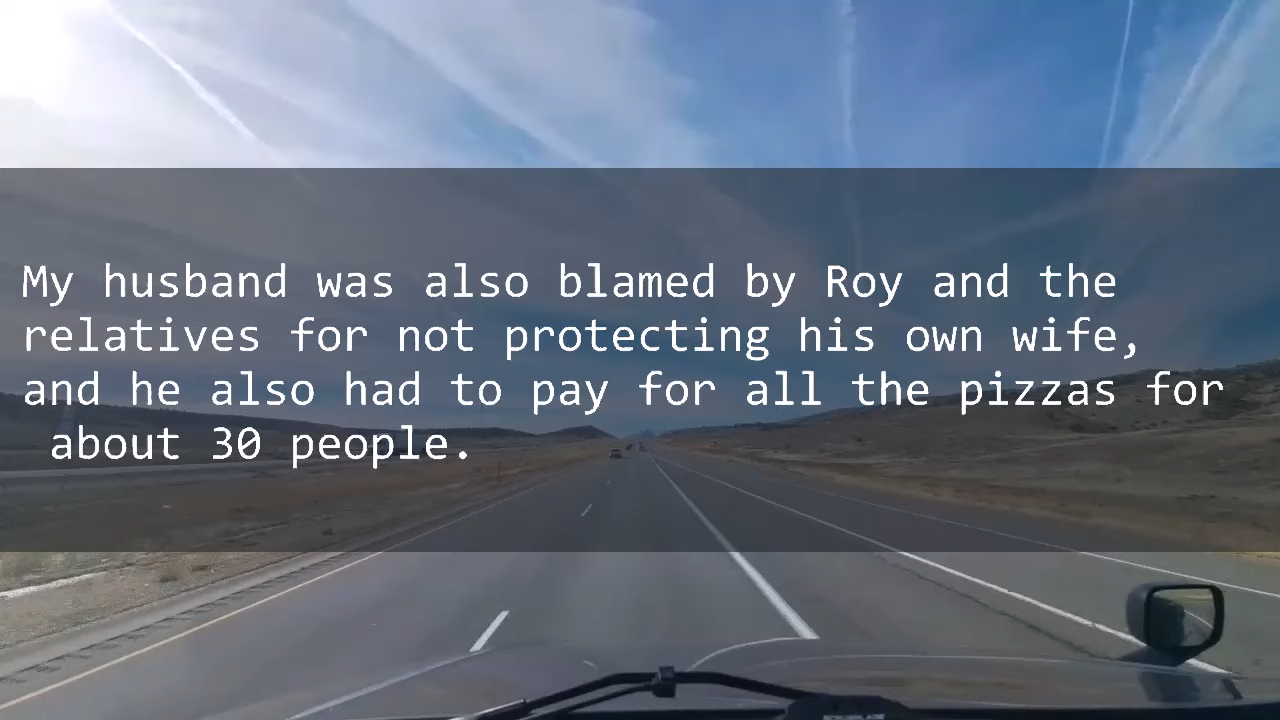 My husband was also blamed by Roy and the
relatives for not protecting his own wife,
and he also had to pay for all the pizzas for
about 30 people.